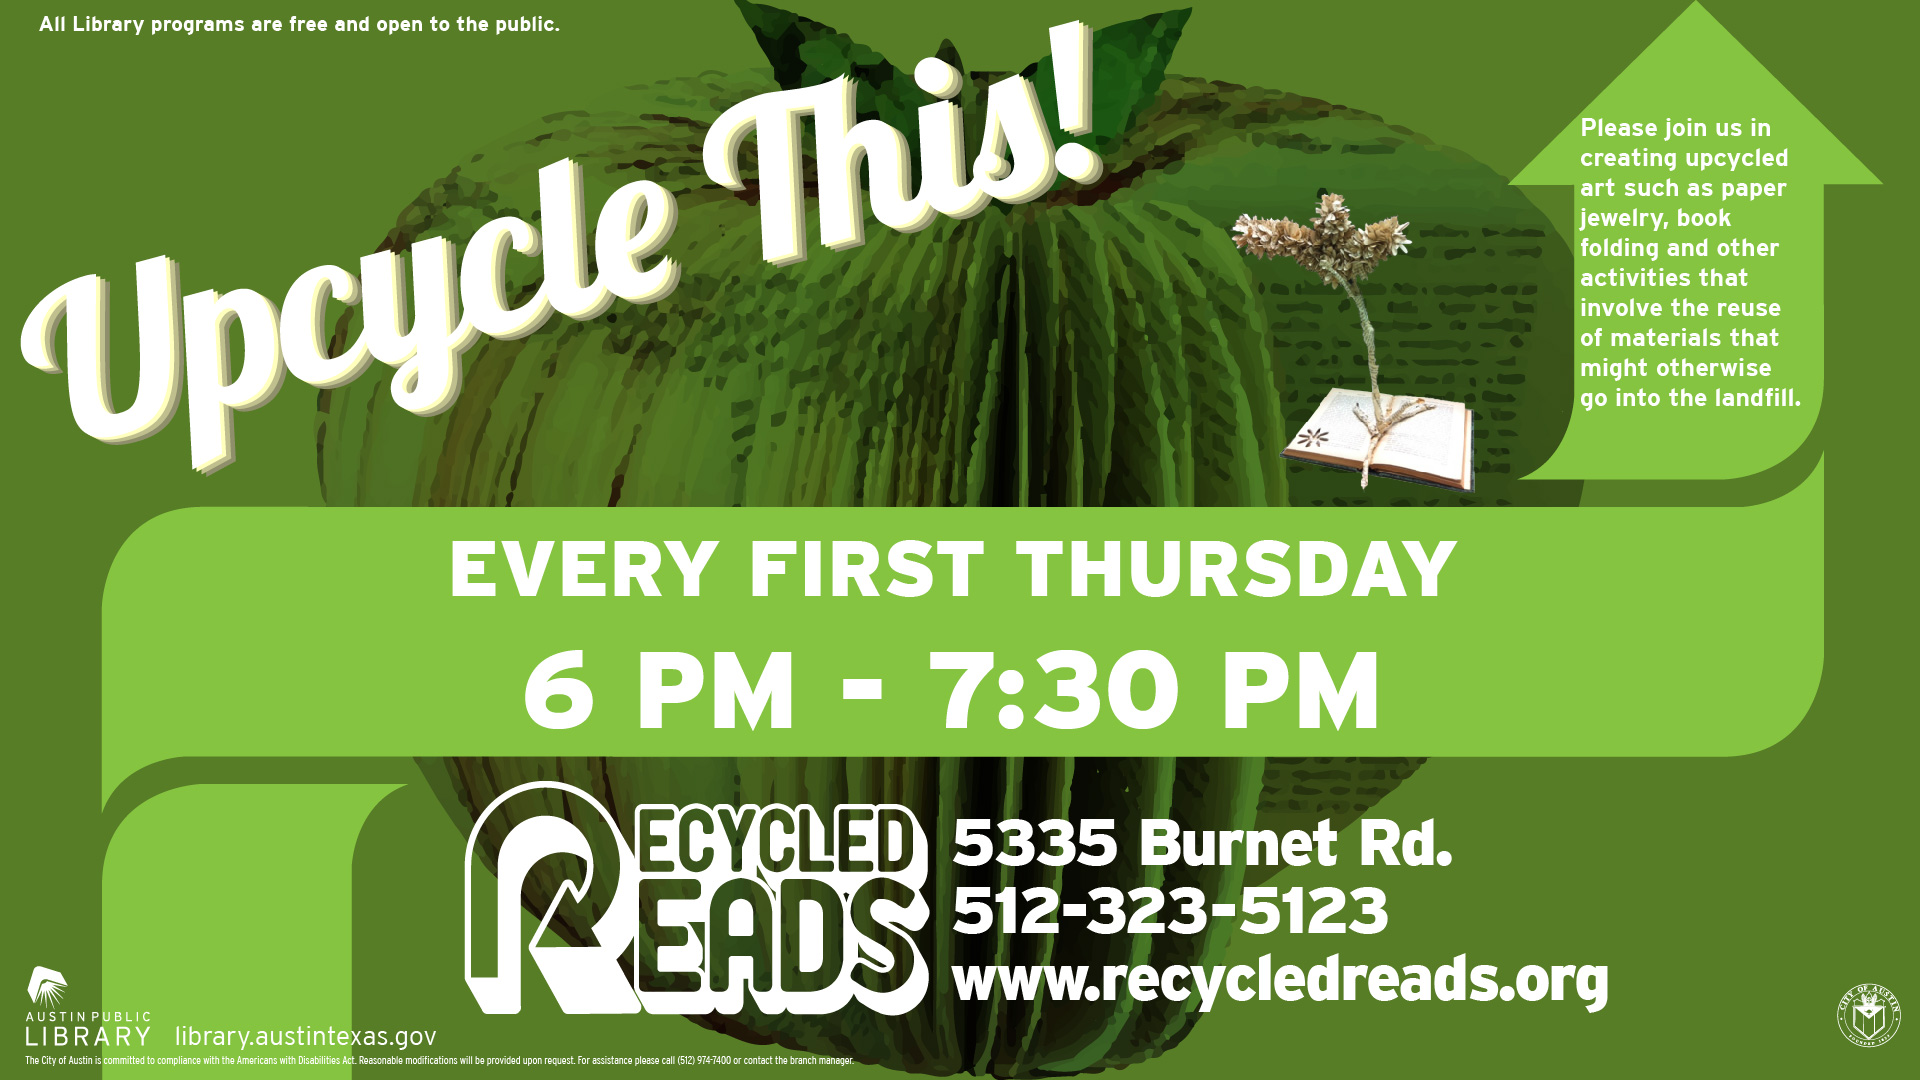 All Library programs are free and open to the public.
Upcycle This!
Please join us in
creating upcycled
art such as paper
jewelry, book
folding and other
activities that
involve the reuse
of materials that
might otherwise
go into the landfill.
EVERY FIRST THURSDAY
6 PM - 7:30 PM
RECYCLED
READS
5335 Burnet Rd.
512-323-5123
www.recycledreads.org
AUSTIN PUBLIC
LIBRARY
library.austintexas.gov
The City of Austin is committed to compliance with the Americans with Disabilities Act. Reasonable modifications will be provided upon request. For assistance please call (512) 974-7400 or contact the branch manager.
CITY OF AUSTIN
FOUNDED 1839